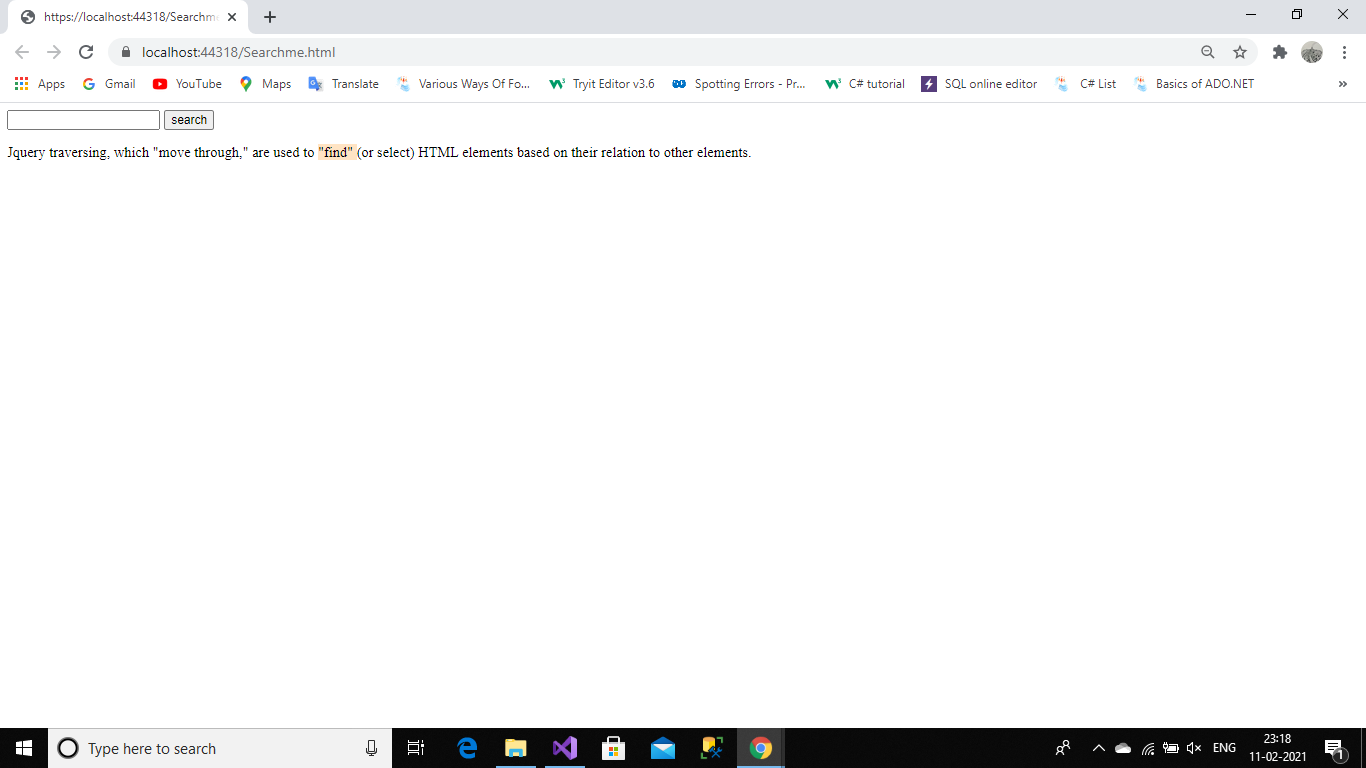 https://localhost:44318/Searchm
localhost:44318/Searchme.html
Apps Gmail YouTube Maps Translate Various Ways Of Fo... Tryit Editor v3.6 Spotting Errors - Pr... C# tutorial SQL online editor C# List Basics of ADO.NET »
search
Jquery traversing, which "move through," are used to "find" (or select) HTML elements based on their relation to other elements.
Type here to search
ENG
23:18
11-02-2021
1